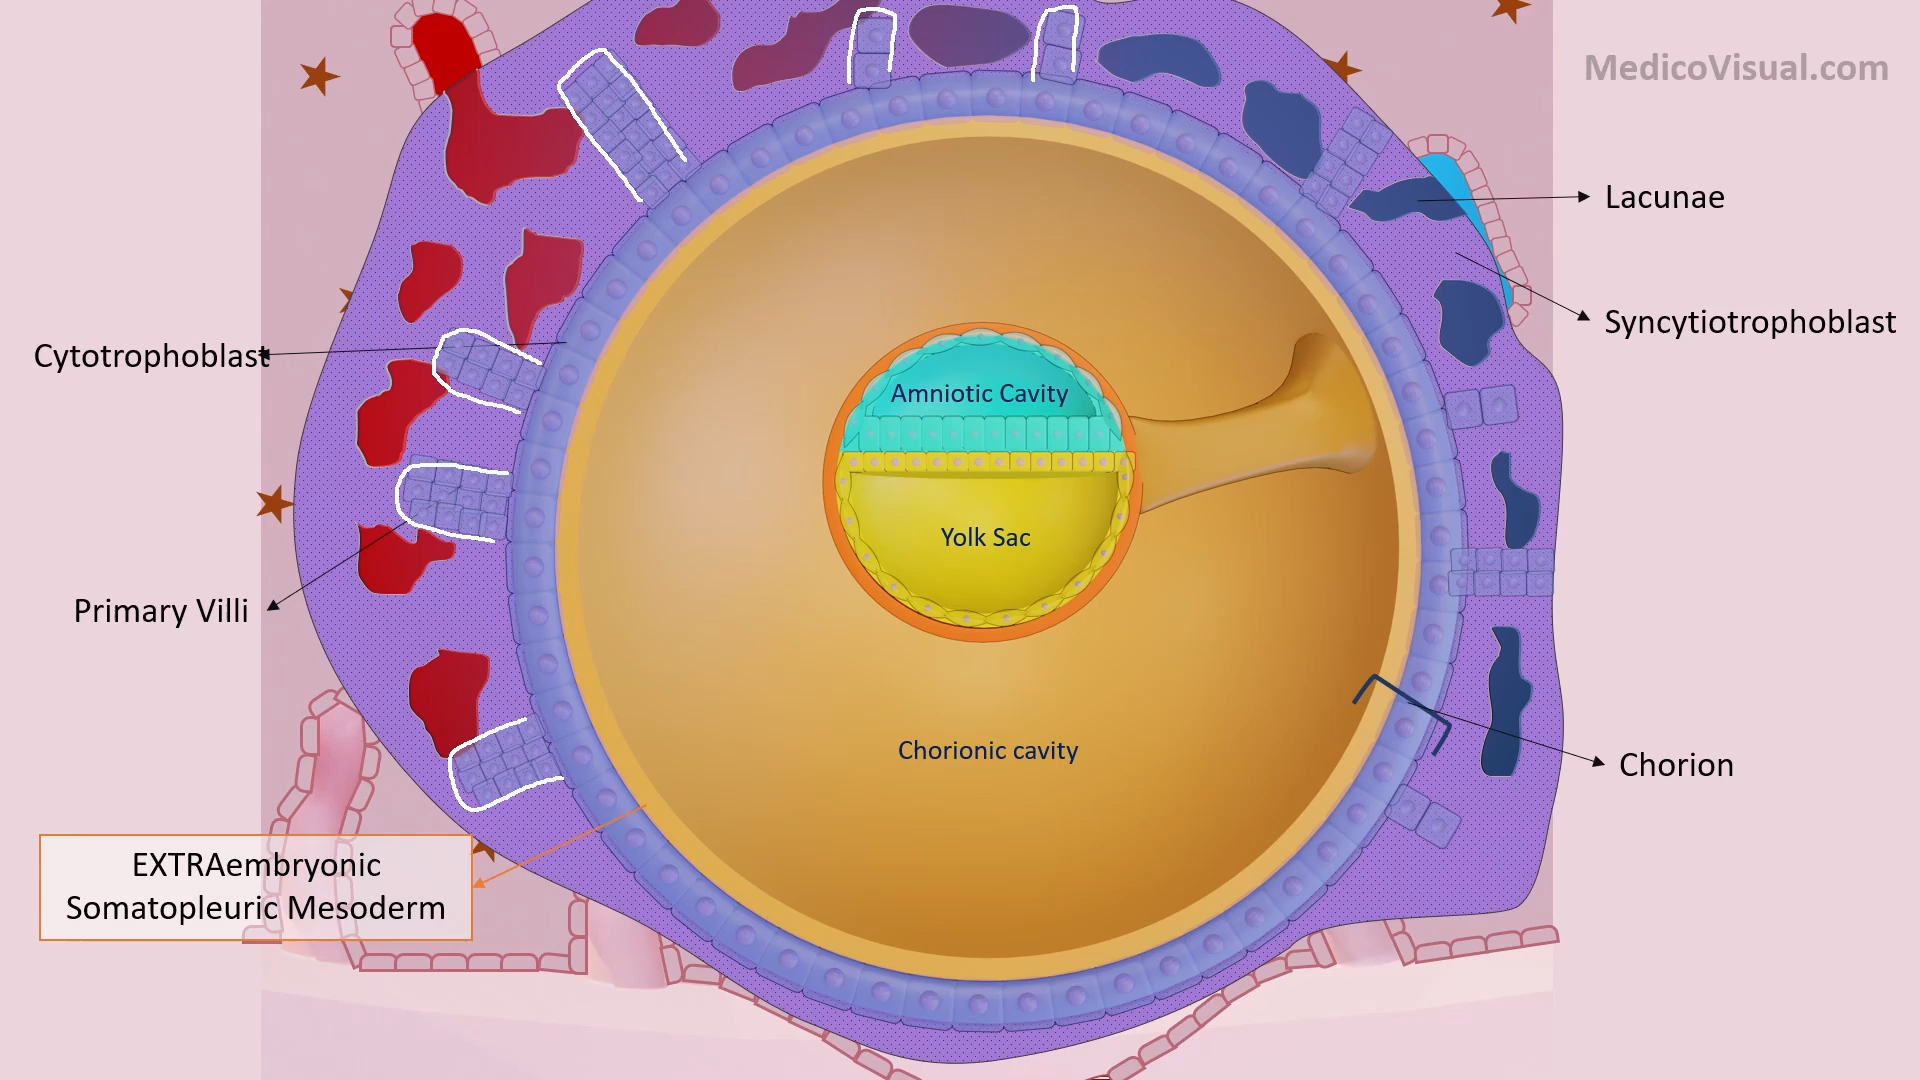 MedicoVisual.com
Lacunae
Syncytiotrophoblast
Cytotrophoblast
Amniotic Cavity
Yolk Sac
Primary Villi
Chorionic cavity
Chorion
EXTRAembryonic
Somatopleuric Mesoderm